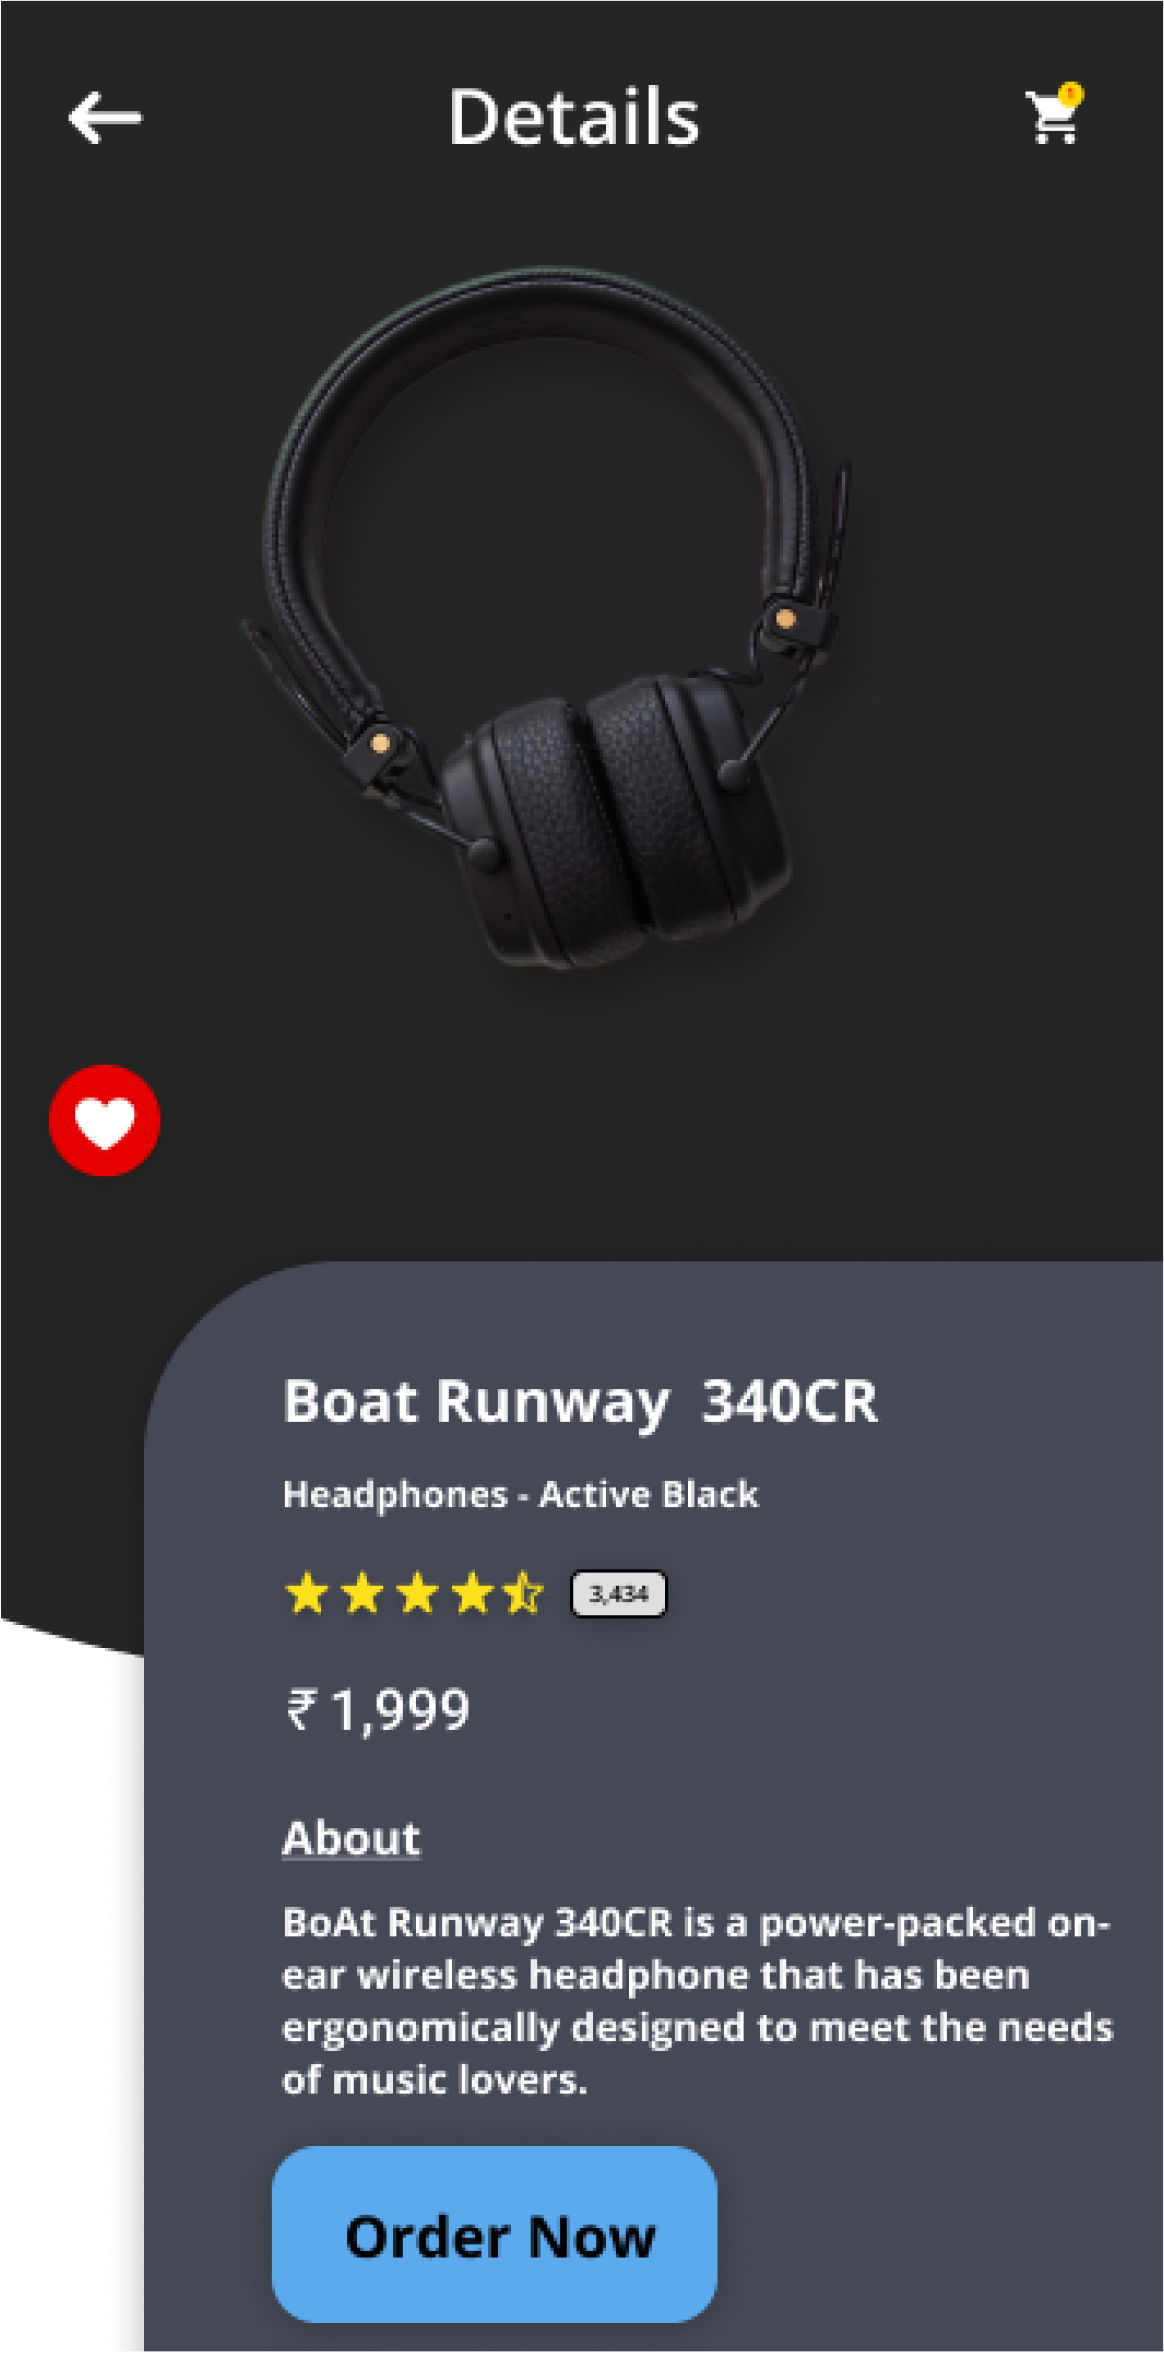 Details
1
Boat Runway 340CR
Headphones - Active Black
3,434
₹ 1,999
About
BoAt Runway 340CR is a power-packed on-
ear wireless headphone that has been
ergonomically designed to meet the needs
of music lovers.
Order Now